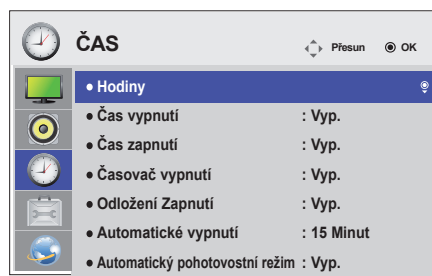 ČAS Přesun OK
Hodiny
Čas vypnutí : Vyp.
Čas zapnutí : Vyp.
Časovač vypnutí : Vyp.
Odložení Zapnutí : Vyp.
Automatické vypnutí : 15 Minut
Automatický pohotovostní režim : Vyp.